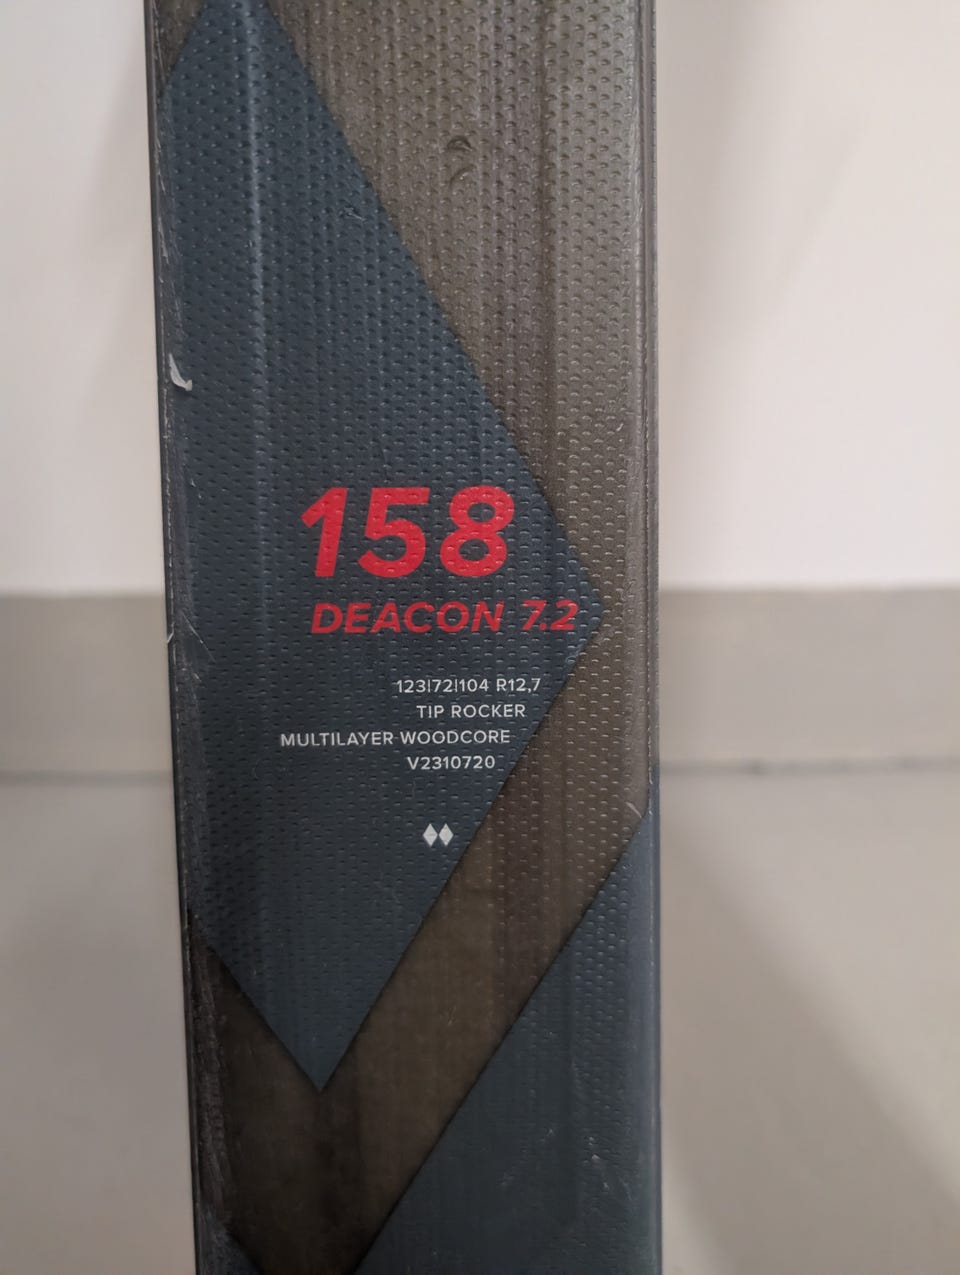 158
DEACON 7.2
123|72|104 R12,7
TIP ROCKER
MULTILAYER WOODCORE
V2310720